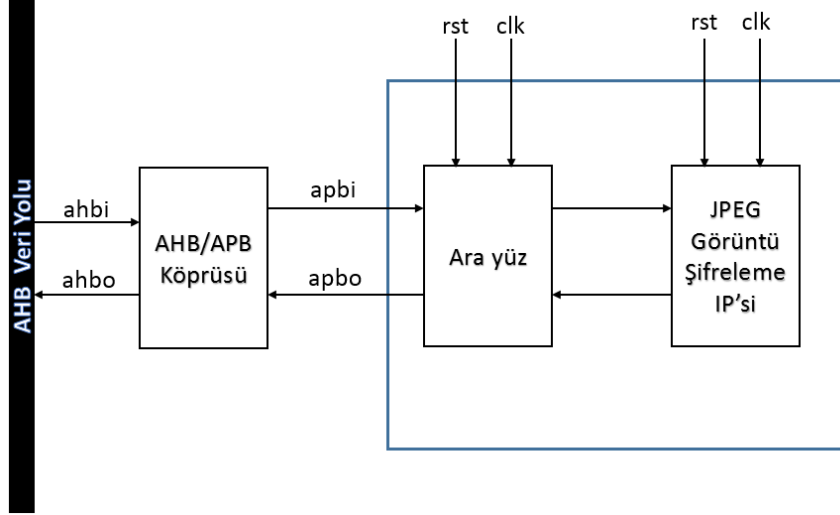 rst
clk
rst
clk
AHB Veri Yolu
ahbi
ahbo
AHB/APB
Köprüsü
apbi
apbo
Ara yüz
JPEG
Görüntü
Şifreleme
IP'si